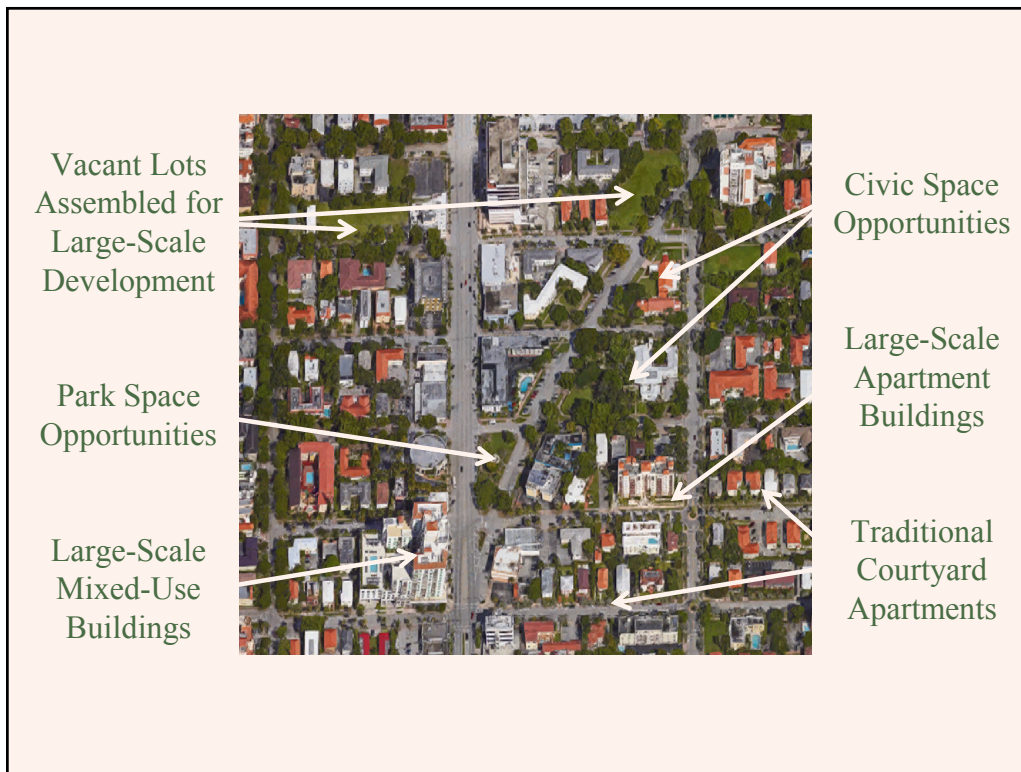 Vacant Lots
Assembled for
Large-Scale
Development
Park Space
Opportunities
Large-Scale
Mixed-Use
Buildings
Civic Space
Opportunities
Large-Scale
Apartment
Buildings
Traditional
Courtyard
Apartments